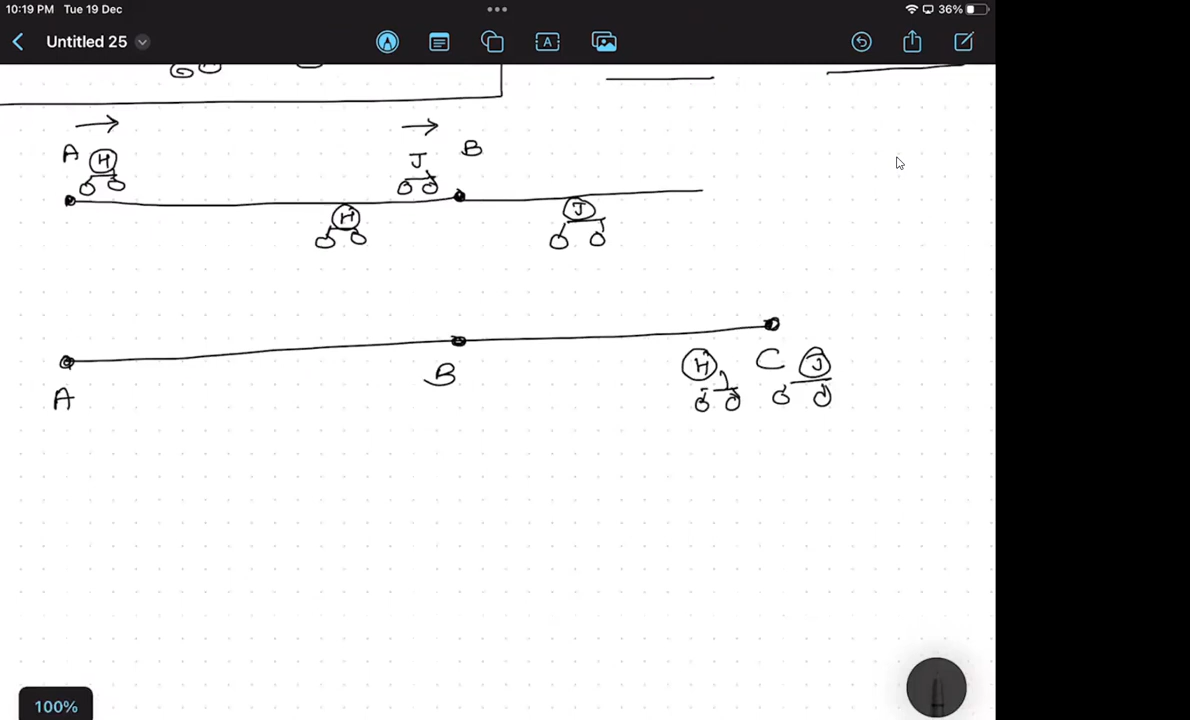 10:19 PM Tue 19 Dec
36%
Untitled 25
A
A H J B
H J
H C J
A B
100%